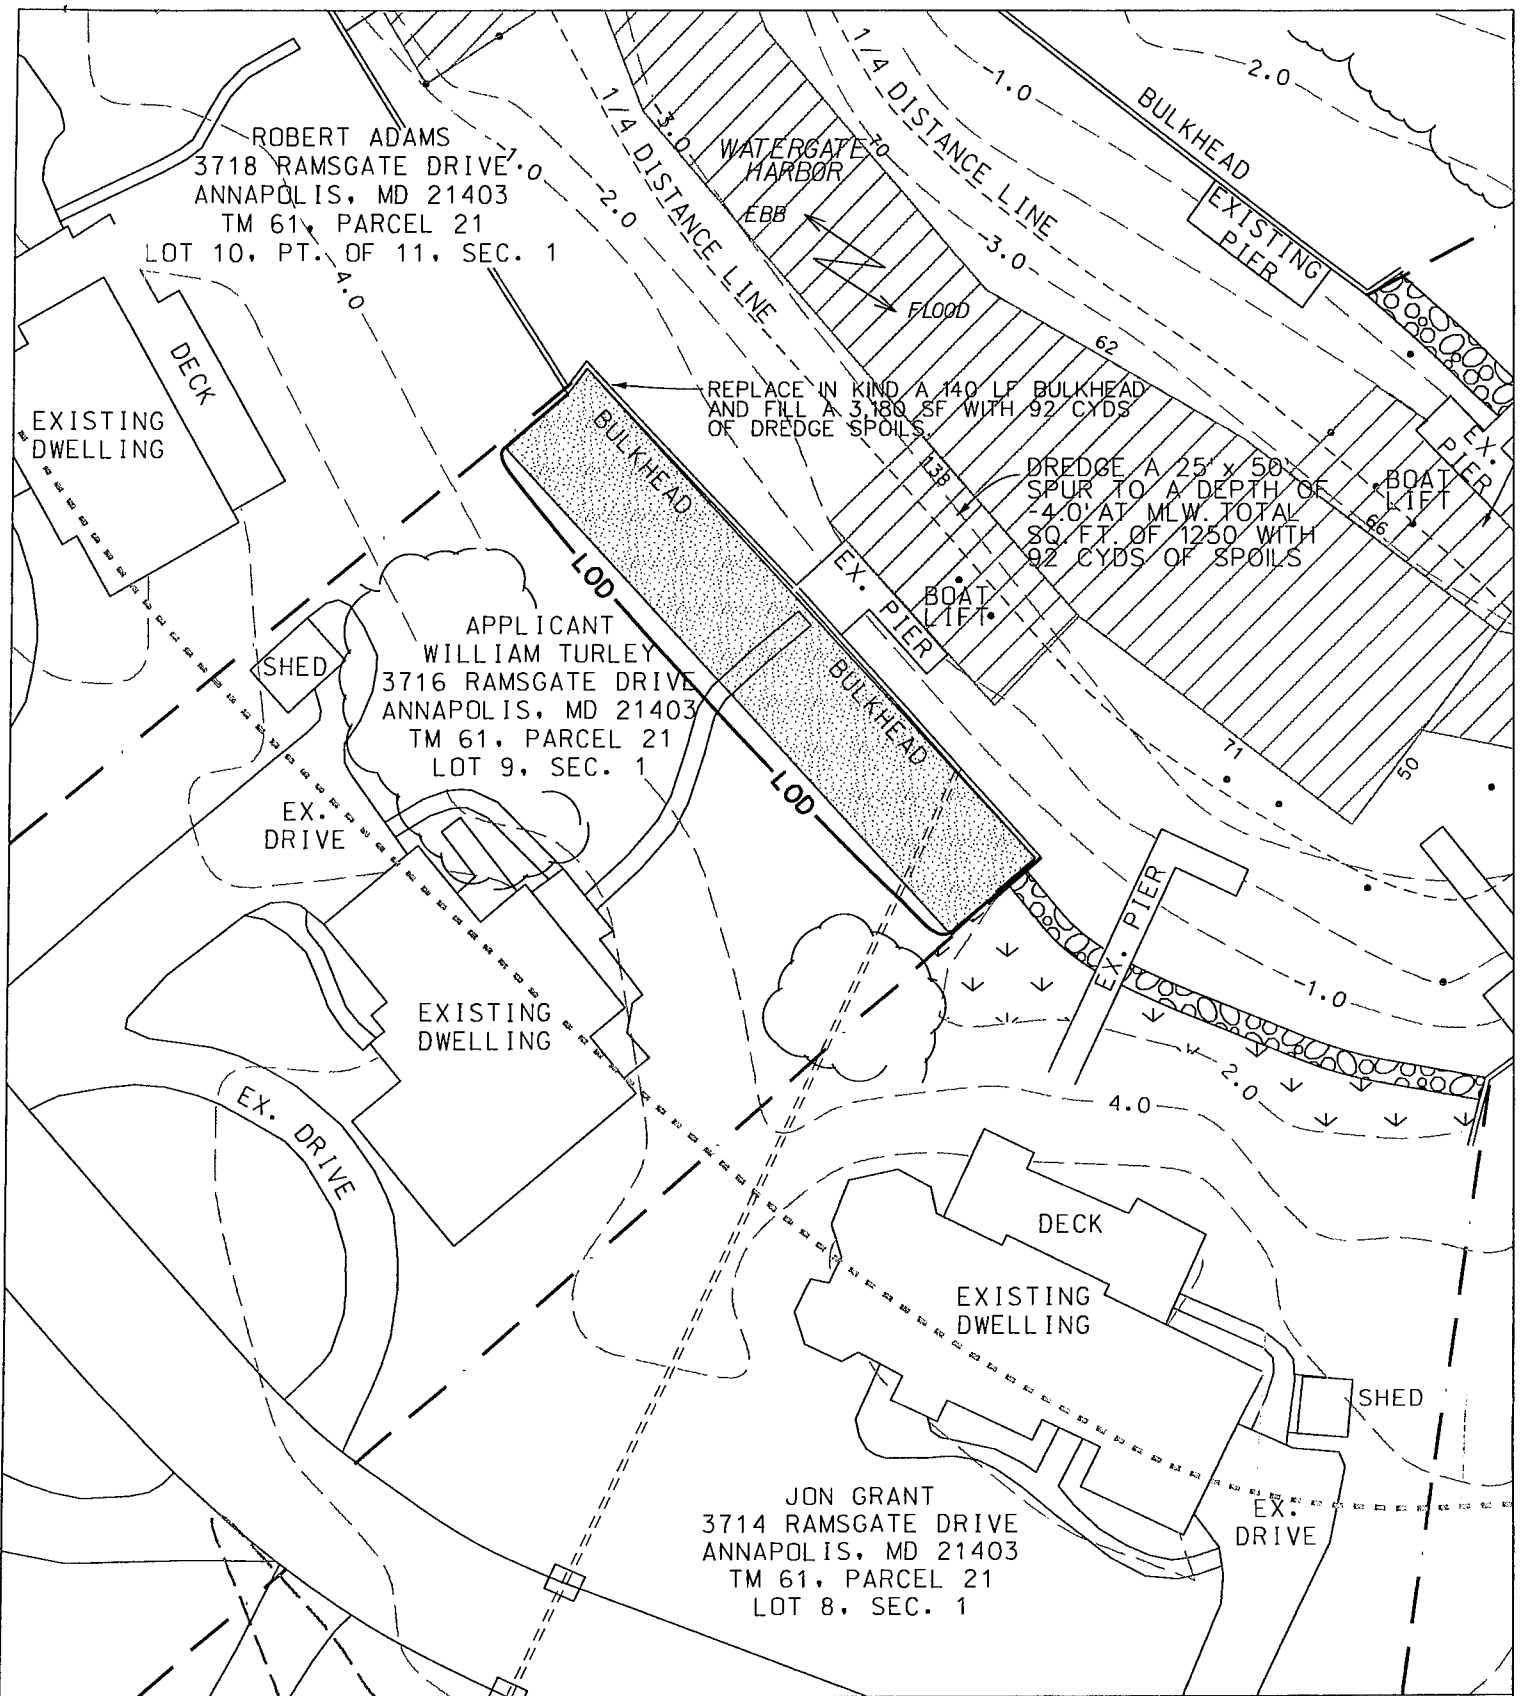 1/4 DISTANCE LINE
-1.0
2.0
BULKHEAD
ROBERT ADAMS
3718 RAMSGATE DRIVE
ANNAPOLIS, MD 21403
TM 61, PARCEL 21
LOT 10, PT. OF 11, SEC. 1
1.0
-2.0
4.0
1/4 DISTANCE LINE
-3.0
WATERGATE
HARBOR
70
EBB
FLOOD
-3.0
EXISTING
PIER
62
DECK
EXISTING
DWELLING
REPLACE IN KIND A 140 LF BULKHEAD
AND FILL A 3,180 SF WITH 92 CYDS
OF DREDGE SPOILS.
BULKHEAD
138
DREDGE A 25' x 50'
SPUR TO A DEPTH OF
-4.0' AT MLW. TOTAL
SQ. FT. OF 1250 WITH
92 CYDS OF SPOILS
EX.
PIER
BOAT
LIFT
66
LOD
EX. PIER
BOAT
LIFT
SHED
APPLICANT
WILLIAM TURLEY
3716 RAMSGATE DRIVE
ANNAPOLIS, MD 21403
TM 61, PARCEL 21
LOT 9, SEC. 1
BULKHEAD
71
50
LOD
EX.
DRIVE
EX. PIER
EXISTING
DWELLING
-1.0
2.0
4.0
EX. DRIVE
DECK
EXISTING
DWELLING
SHED
JON GRANT
3714 RAMSGATE DRIVE
ANNAPOLIS, MD 21403
TM 61, PARCEL 21
LOT 8, SEC. 1
EX.
DRIVE